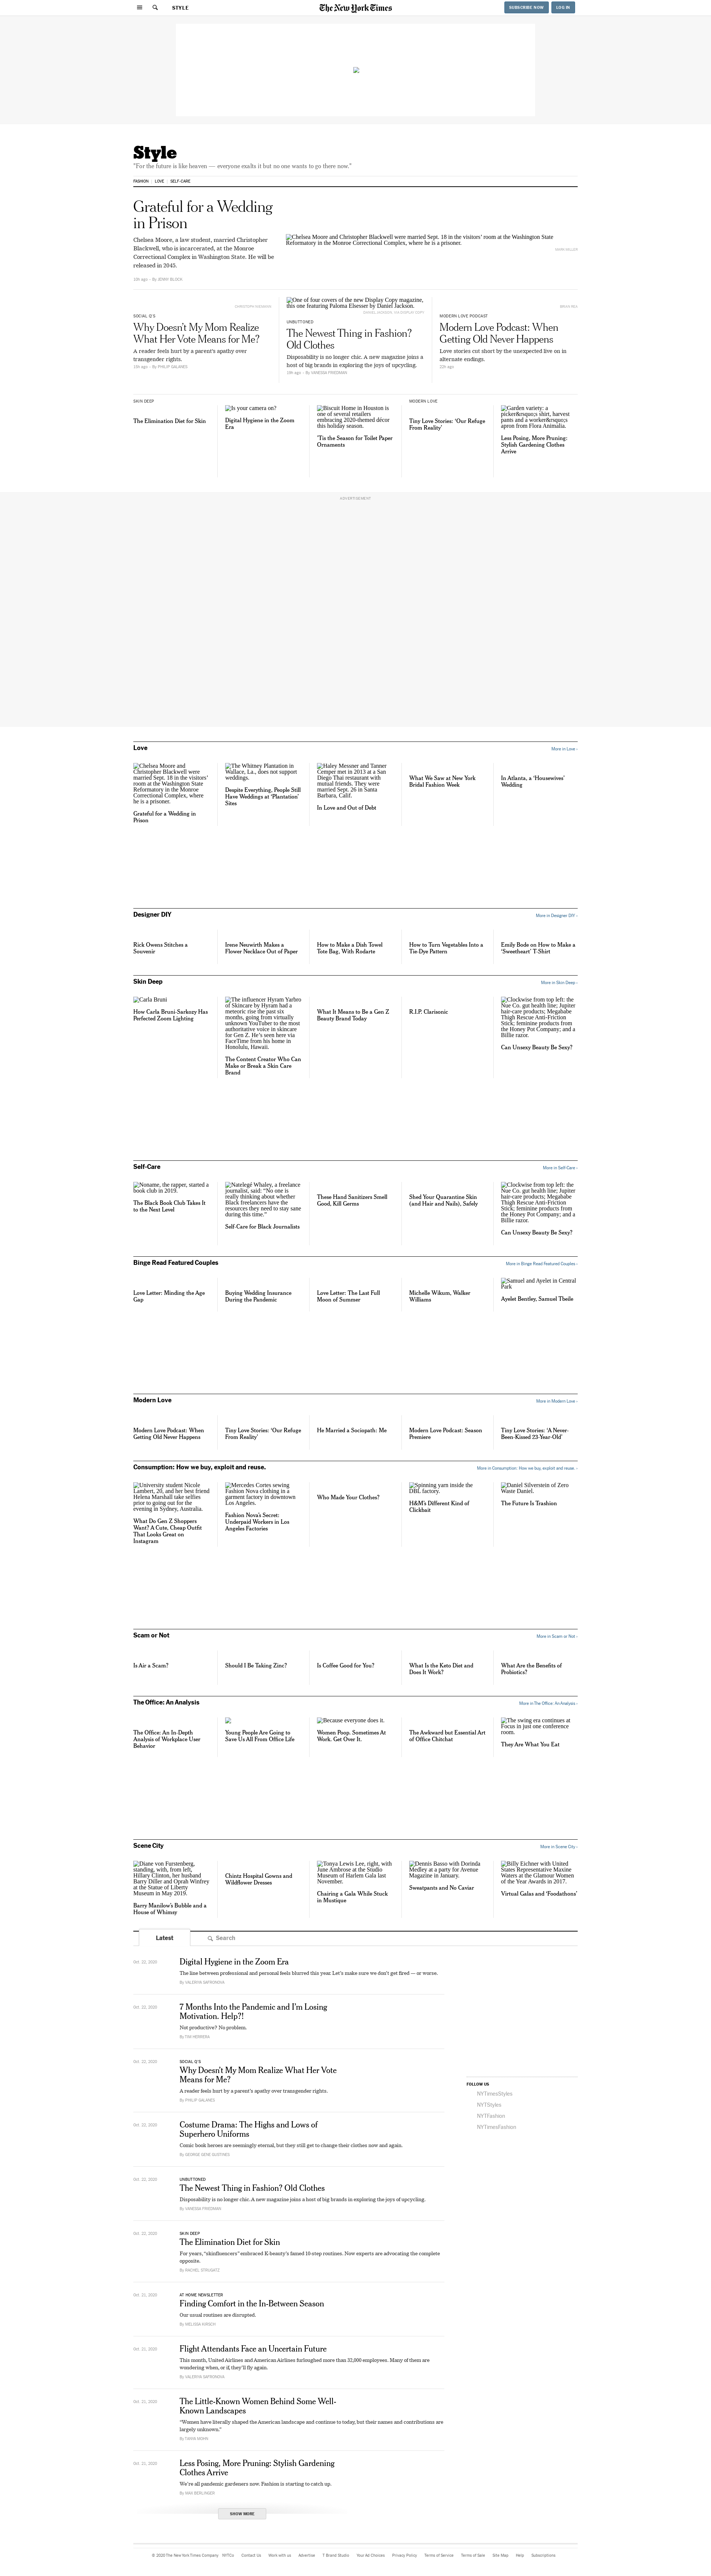 STYLE
The New York Times
SUBSCRIBE NOW
LOG IN
Style
"For the future is like heaven — everyone exalts it but no one wants to go there now."
FASHION
LOVE
SELF-CARE
Grateful for a Wedding
in Prison
Chelsea Moore, a law student, married Christopher
Blackwell, who is incarcerated, at the Monroe
Correctional Complex in Washington State. He will be
released in 2045.
Chelsea Moore and Christopher Blackwell were married Sept. 18 in the visitors' room at the Washington State
Reformatory in the Monroe Correctional Complex, where he is a prisoner.
10h ago · By JENNY BLOCK
SOCIAL Q'S
Why Doesn't My Mom Realize
What Her Vote Means for Me?
A reader feels hurt by a parent's apathy over
transgender rights.
18h ago · By PHILIP GALANES
One of four covers of the new Display Copy magazine,
this one featuring Paloma Elsesser by Daniel Jackson.
DANIEL JACKSON, VIA DISPLAY COPY
UNBUTTONED
The Newest Thing in Fashion?
Old Clothes
Disposability is no longer chic. A new magazine joins a
host of big brands in exploring the joys of upcycling.
19h ago · By VANESSA FRIEDMAN
BRIAN REA
MODERN LOVE PODCAST
Modern Love Podcast: When
Getting Old Never Happens
Love stories cut short by the unexpected live on in
alternate endings.
22h ago
SKIN DEEP
The Elimination Diet for Skin
Is your camera on?
Digital Hygiene in the Zoom
Era
Biscuit Home in Houston is
one of several retailers
embracing 2020-themed décor
this holiday season.
'Tis the Season for Toilet Paper
Ornaments
MODERN LOVE
Tiny Love Stories: 'Our Refuge
From Reality'
Garden variety: a
picker&rsquo;s shirt, harvest
pants and a worker&rsquo;s
apron from Flora Animalia.
Less Posing, More Pruning:
Stylish Gardening Clothes
Arrive
ADVERTISEMENT
Love
More in Love ›
Chelsea Moore and
Christopher Blackwell were
married Sept. 18 in the visitors'
room at the Washington State
Reformatory in the Monroe
Correctional Complex, where
he is a prisoner.
Grateful for a Wedding in
Prison
The Whitney Plantation in
Wallace, La., does not support
weddings.
Despite Everything, People Still
Have Weddings at 'Plantation'
Sites
Haley Messner and Tanner
Cemper met in 2013 at a San
Diego Thai restaurant with
mutual friends. They were
married Sept. 26 in Santa
Barbara, Calif.
In Love and Out of Debt
What We Saw at New York
Bridal Fashion Week
In Atlanta, a 'Housewives'
Wedding
Designer DIY
More in Designer DIY ›
Rick Owens Stitches a
Souvenir
Irene Neuwirth Makes a
Flower Necklace Out of Paper
How to Make a Dish Towel
Tote Bag, With Rodarte
How to Turn Vegetables Into a
Tie-Dye Pattern
Emily Bode on How to Make a
'Sweetheart' T-Shirt
Skin Deep
More in Skin Deep ›
Carla Bruni
How Carla Bruni-Sarkozy Has
Perfected Zoom Lighting
The influencer Hyram Yarbro
of Skincare by Hyram had a
meteoric rise the past six
months, going from virtually
unknown YouTuber to the most
authoritative voice in skincare
for Gen Z. He's seen here via
FaceTime from his home in
Honolulu, Hawaii.
The Content Creator Who Can
Make or Break a Skin Care
Brand
What It Means to Be a Gen Z
Beauty Brand Today
R.I.P. Clarisonic
Clockwise from top left: the
Nue Co. gut health line; Jupiter
hair-care products; Megababe
Thigh Rescue Anti-Friction
Stick; feminine products from
the Honey Pot Company; and a
Billie razor.
Can Unsexy Beauty Be Sexy?
Self-Care
More in Self-Care ›
Noname, the rapper, started a
book club in 2019.
The Black Book Club Takes It
to the Next Level
Natelegé Whaley, a freelance
journalist, said: "No one is
really thinking about whether
Black freelancers have the
resources they need to stay sane
during this time."
Self-Care for Black Journalists
These Hand Sanitizers Smell
Good, Kill Germs
Shed Your Quarantine Skin
(and Hair and Nails), Safely
Clockwise from top left: the
Nue Co. gut health line; Jupiter
hair-care products; Megababe
Thigh Rescue Anti-Friction
Stick; feminine products from
the Honey Pot Company; and a
Billie razor.
Can Unsexy Beauty Be Sexy?
Binge Read Featured Couples
More in Binge Read Featured Couples ›
Love Letter: Minding the Age
Gap
Buying Wedding Insurance
During the Pandemic
Love Letter: The Last Full
Moon of Summer
Michelle Wikum, Walker
Williams
Samuel and Ayelet in Central
Park
Ayelet Bentley, Samuel Tbeile
Modern Love
More in Modern Love ›
Modern Love Podcast: When
Getting Old Never Happens
Tiny Love Stories: 'Our Refuge
From Reality'
He Married a Sociopath: Me
Modern Love Podcast: Season
Premiere
Tiny Love Stories: 'A Never-
Been-Kissed 23-Year-Old'
Consumption: How we buy, exploit and reuse.
More in Consumption: How we buy, exploit and reuse. ›
University student Nicole
Lambert, 20, and her best friend
Helena Marshall take selfies
prior to going out for the
evening in Sydney, Australia.
What Do Gen Z Shoppers
Want? A Cute, Cheap Outfit
That Looks Great on
Instagram
Mercedes Cortes sewing
Fashion Nova clothing in a
garment factory in downtown
Los Angeles.
Fashion Nova's Secret:
Underpaid Workers in Los
Angeles Factories
Who Made Your Clothes?
Spinning yarn inside the
DBL factory.
H&M's Different Kind of
Clickbait
Daniel Silverstein of Zero
Waste Daniel.
The Future Is Trashion
Scam or Not
More in Scam or Not ›
Is Air a Scam?
Should I Be Taking Zinc?
Is Coffee Good for You?
What Is the Keto Diet and
Does It Work?
What Are the Benefits of
Probiotics?
The Office: An Analysis
More in The Office: An Analysis ›
The Office: An In-Depth
Analysis of Workplace User
Behavior
Young People Are Going to
Save Us All From Office Life
Because everyone does it.
Women Poop. Sometimes At
Work. Get Over It.
The Awkward but Essential Art
of Office Chitchat
The swing era continues at
Focus in just one conference
room.
They Are What You Eat
Scene City
More in Scene City ›
Diane von Furstenberg,
standing, with, from left,
Hillary Clinton, her husband
Barry Diller and Oprah Winfrey
at the Statue of Liberty
Museum in May 2019.
Barry Manilow's Bubble and a
House of Whimsy
Chintz Hospital Gowns and
Wildflower Dresses
Tonya Lewis Lee, right, with
June Ambrose at the Studio
Museum of Harlem Gala last
November.
Chairing a Gala While Stuck
in Mustique
Dennis Basso with Dorinda
Medley at a party for Avenue
Magazine in January.
Sweatpants and No Caviar
Billy Eichner with United
States Representative Maxine
Waters at the Glamour Women
of the Year Awards in 2017.
Virtual Galas and 'Foodathons'
Latest
Search
Oct. 22, 2020
Digital Hygiene in the Zoom Era
The line between professional and personal feels blurred this year. Let's make sure we don't get fired — or worse.
By VALERIYA SAFRONOVA
Oct. 22, 2020
7 Months Into the Pandemic and I'm Losing
Motivation. Help?!
Not productive? No problem.
By TIM HERRERA
Oct. 22, 2020
SOCIAL Q'S
Why Doesn't My Mom Realize What Her Vote
Means for Me?
A reader feels hurt by a parent's apathy over transgender rights.
By PHILIP GALANES
Oct. 22, 2020
Costume Drama: The Highs and Lows of
Superhero Uniforms
Comic book heroes are seemingly eternal, but they still get to change their clothes now and again.
By GEORGE GENE GUSTINES
Oct. 22, 2020
UNBUTTONED
The Newest Thing in Fashion? Old Clothes
Disposability is no longer chic. A new magazine joins a host of big brands in exploring the joys of upcycling.
By VANESSA FRIEDMAN
Oct. 22, 2020
SKIN DEEP
The Elimination Diet for Skin
For years, "skinfluencers" embraced K-beauty's famed 10-step routines. Now experts are advocating the complete
opposite.
By RACHEL STRUGATZ
Oct. 21, 2020
AT HOME NEWSLETTER
Finding Comfort in the In-Between Season
Our usual routines are disrupted.
By MELISSA KIRSCH
Oct. 21, 2020
Flight Attendants Face an Uncertain Future
This month, United Airlines and American Airlines furloughed more than 32,000 employees. Many of them are
wondering when, or if, they'll fly again.
By VALERIYA SAFRONOVA
Oct. 21, 2020
The Little-Known Women Behind Some Well-
Known Landscapes
"Women have literally shaped the American landscape and continue to today, but their names and contributions are
largely unknown."
By TANYA MOHN
Oct. 21, 2020
Less Posing, More Pruning: Stylish Gardening
Clothes Arrive
We're all pandemic gardeners now. Fashion is starting to catch up.
By MAX BERLINGER
SHOW MORE
FOLLOW US
NYTimesStyles
NYTStyles
NYTFashion
NYTimesFashion
© 2020 The New York Times Company
NYTCo
Contact Us
Work with us
Advertise
T Brand Studio
Your Ad Choices
Privacy Policy
Terms of Service
Terms of Sale
Site Map
Help
Subscriptions